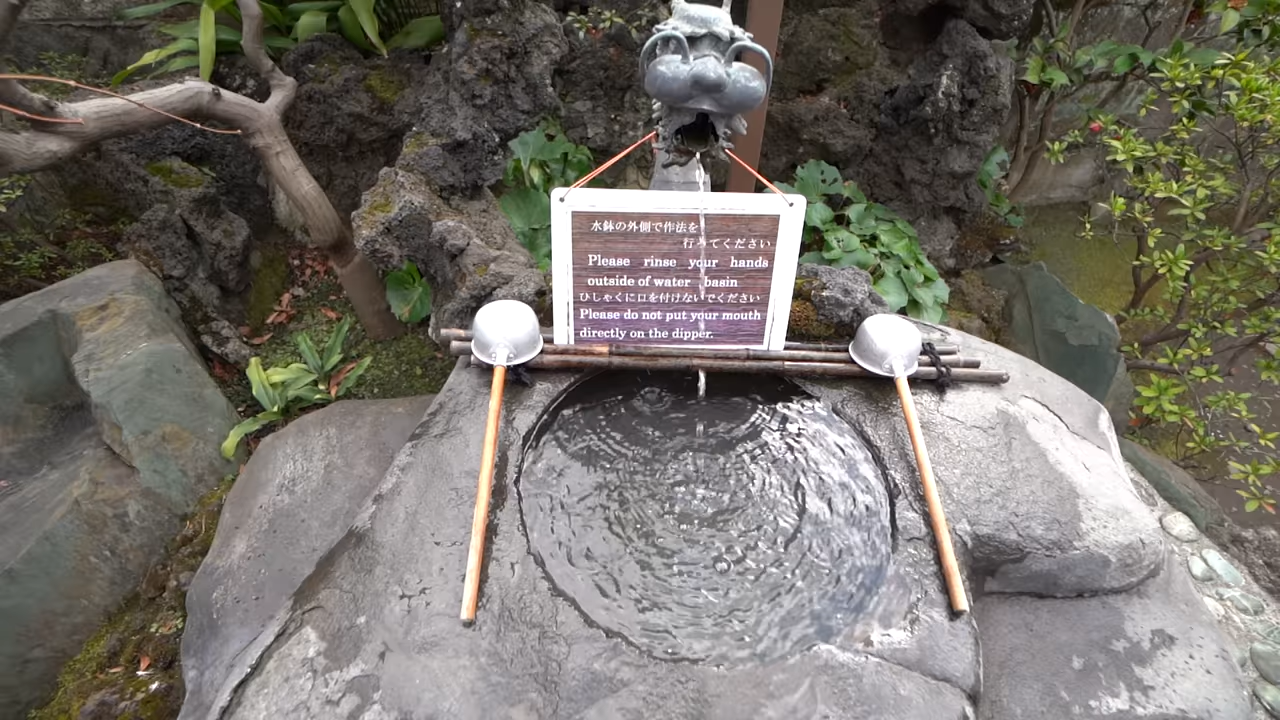 水鉢の外側で作法を
行ってください
Please rinse your hands
outside of water basin
ひしゃくに口を付けないでください
Please do not put your mouth
directly on the dipper.